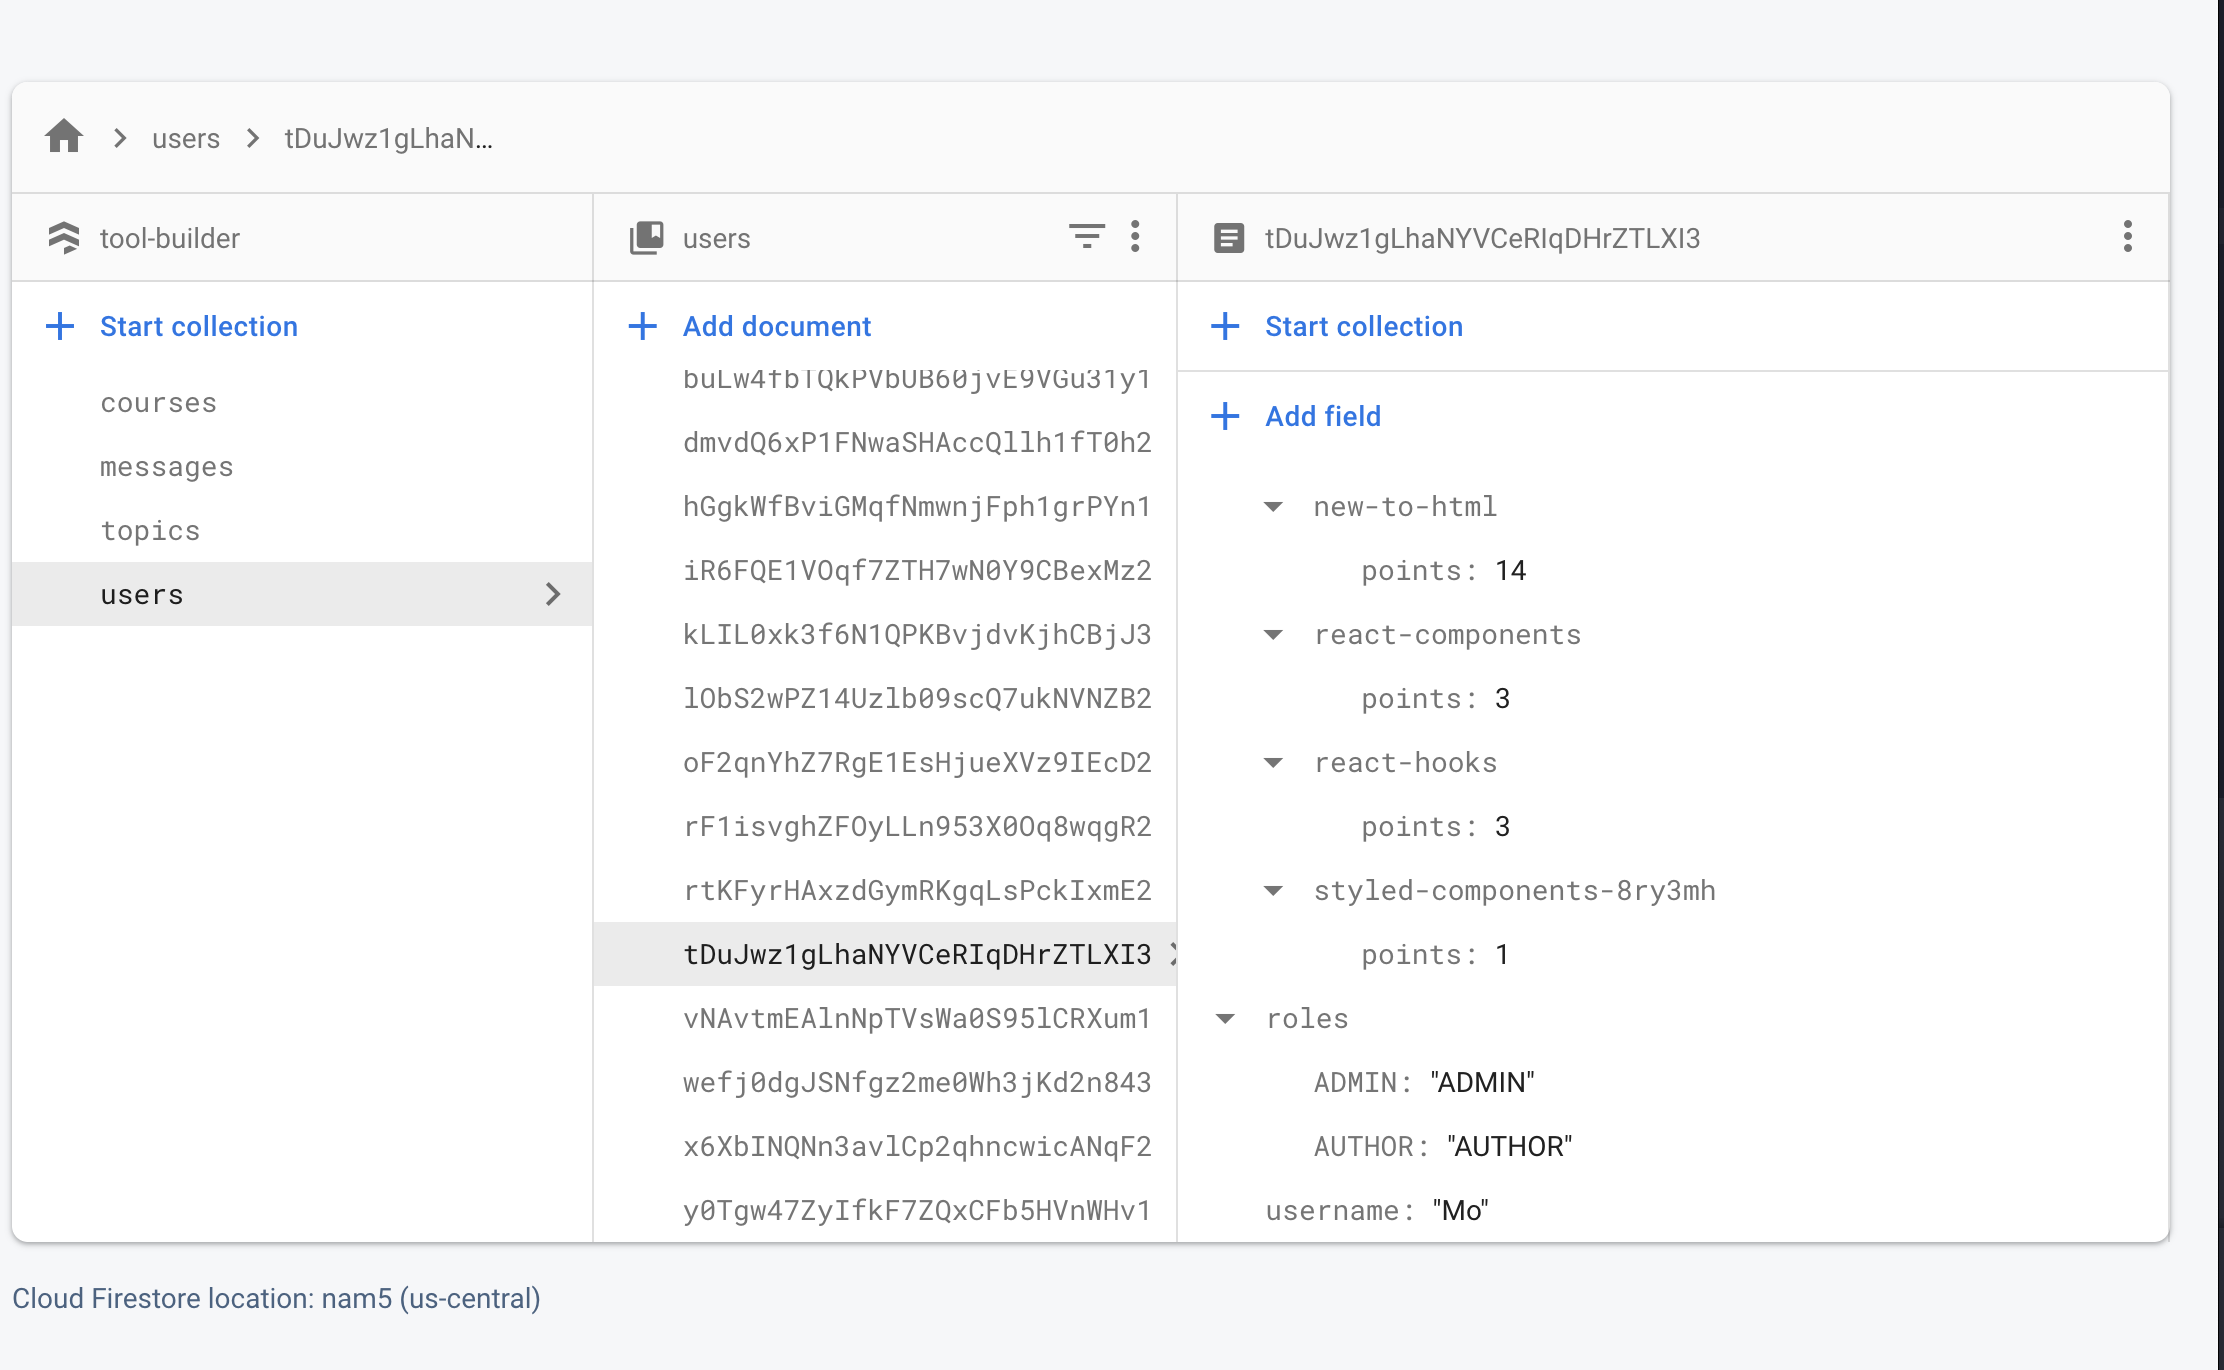 users tDuJwz1gLhaN...
tool-builder
Start collection
courses
messages
topics
users
users
Add document
buLw4fbTQkPVbUB60jvE9VGu31y1
dmvdQ6xP1FNwaSHAccQllh1fT0h2
hGgkWfBviGMqfNmwnjFph1grPYn1
iR6FQE1VOqf7ZTH7wN0Y9CBexMz2
kLIL0xk3f6N1QPKBvjdvKjhCBjJ3
lObS2wPZ14Uzlb09scQ7ukNVNZB2
oF2qnYhZ7RgE1EsHjueXVz9IEcD2
rF1isvghZFOyLLn953X0Oq8wqgR2
rtKFyrHAxzdGymRKgqLsPckIxmE2
tDuJwz1gLhaNYVCeRIqDHrZTLXI3
vNAvtmEAlnNpTVsWa0S95lCRXum1
wefj0dgJSNfgz2me0Wh3jKd2n843
x6XbINQNn3avlCp2qhncwicANqF2
y0Tgw47ZyIfkF7ZQxCFb5HVnWHv1
tDuJwz1gLhaNYVCeRIqDHrZTLXI3
Start collection
Add field
new-to-html
points: 14
react-components
points: 3
react-hooks
points: 3
styled-components-8ry3mh
points: 1
roles
ADMIN: "ADMIN"
AUTHOR: "AUTHOR"
username: "Mo"
Cloud Firestore location: nam5 (us-central)